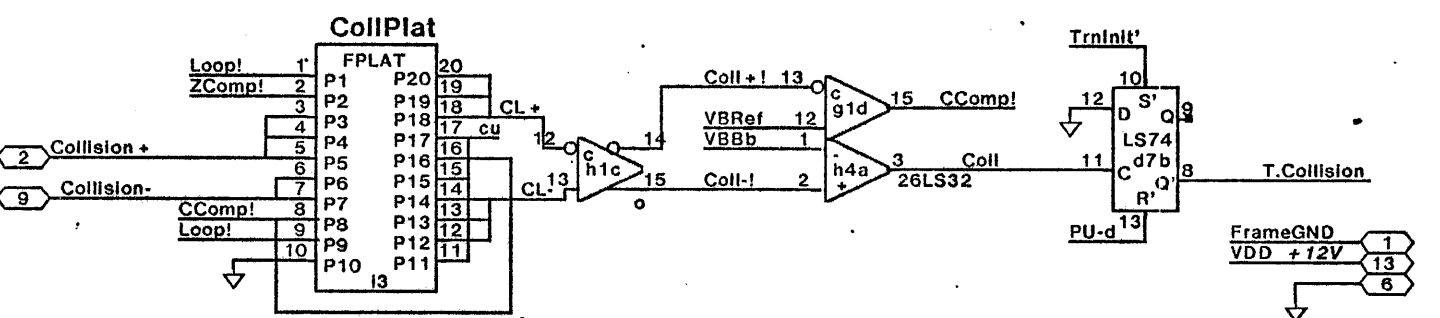 CollPlat
FPLAT
Loop! 1 P1 P20 20
ZComp! 2 P2 P19 19
3 P3 P18 18 CL+
4 P4 P17 17 cu
2 Collision + 5 P5 P16 16
6 P6 P15 15
9 Collision- 7 P7 P14 14 CL-
CComp! 8 P8 P13 13
Loop! 9 P9 P12 12
10 P10 P11 11
I3
12 c h1c 14
13 15
Coll+! 13 c g1d 15 CComp!
VBRef 12
VBBb 1 - h4a + 3 Coll
Coll-! 2 26LS32
TrnInit'
10
12 D S' Q 9
LS74
11 C d7b Q' 8 T.Collision
R'
PU-d 13
FrameGND 1
VDD +12V 13
6